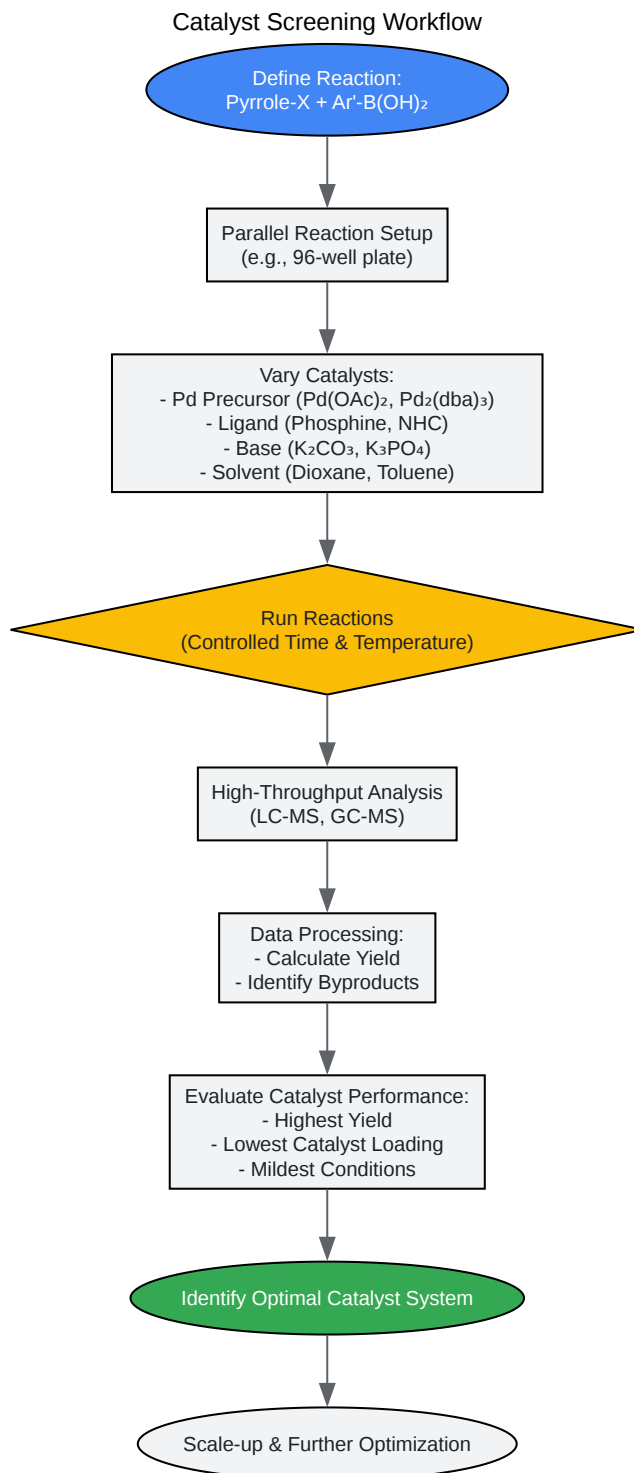 Catalyst Screening Workflow
Define Reaction:
Pyrrole-X + Ar'-B(OH)₂
Parallel Reaction Setup
(e.g., 96-well plate)
Vary Catalysts:
- Pd Precursor (Pd(OAc)₂, Pd₂(dba)₃)
- Ligand (Phosphine, NHC)
- Base (K₂CO₃, K₃PO₄)
- Solvent (Dioxane, Toluene)
Run Reactions
(Controlled Time & Temperature)
High-Throughput Analysis
(LC-MS, GC-MS)
Data Processing:
- Calculate Yield
- Identify Byproducts
Evaluate Catalyst Performance:
- Highest Yield
- Lowest Catalyst Loading
- Mildest Conditions
Identify Optimal Catalyst System
Scale-up & Further Optimization